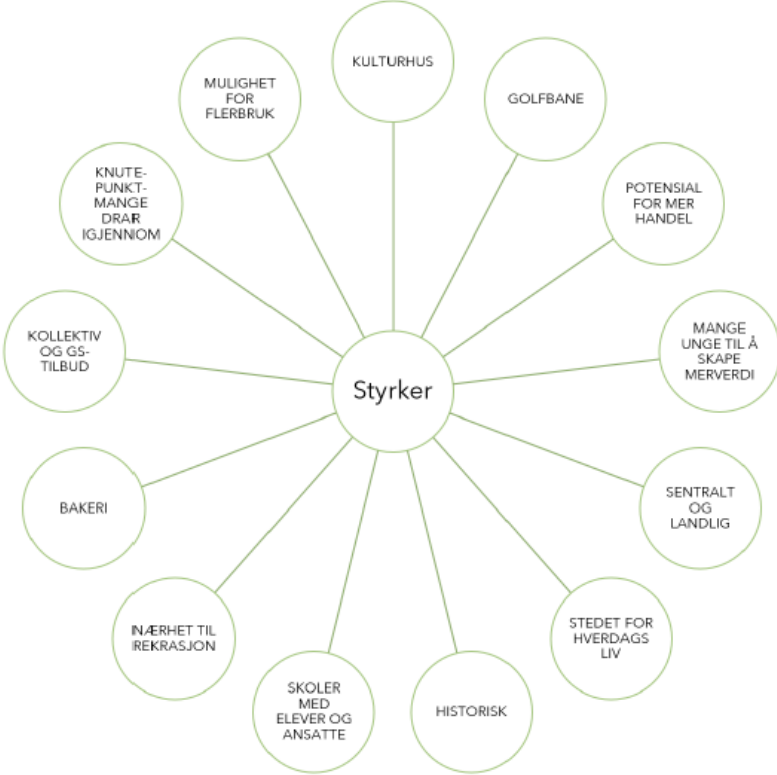 KULTURHUS
GOLFBANE
POTENSIAL
FOR MER
HANDEL
MANGE
UNGE TIL Å
SKAPE
MERVERDI
SENTRALT
OG
LANDLIG
STEDET FOR
HVERDAGS
LIV
HISTORISK
SKOLER
MED
ELEVER OG
ANSATTE
NÆRHET TIL
REKRASJON
BAKERI
KOLLEKTIV
OG GS-
TILBUD
KNUTE-
PUNKT-
MANGE
DRAR
IGJENNOM
MULIGHET
FOR
FLERBRUK
Styrker